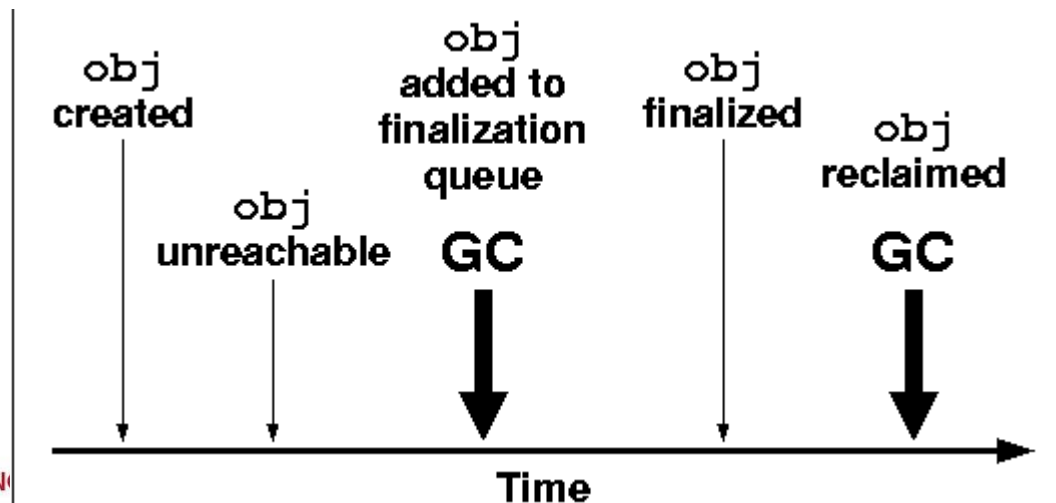 obj
created
obj
unreachable
obj
added to
finalization
queue
GC
obj
finalized
obj
reclaimed
GC
Time